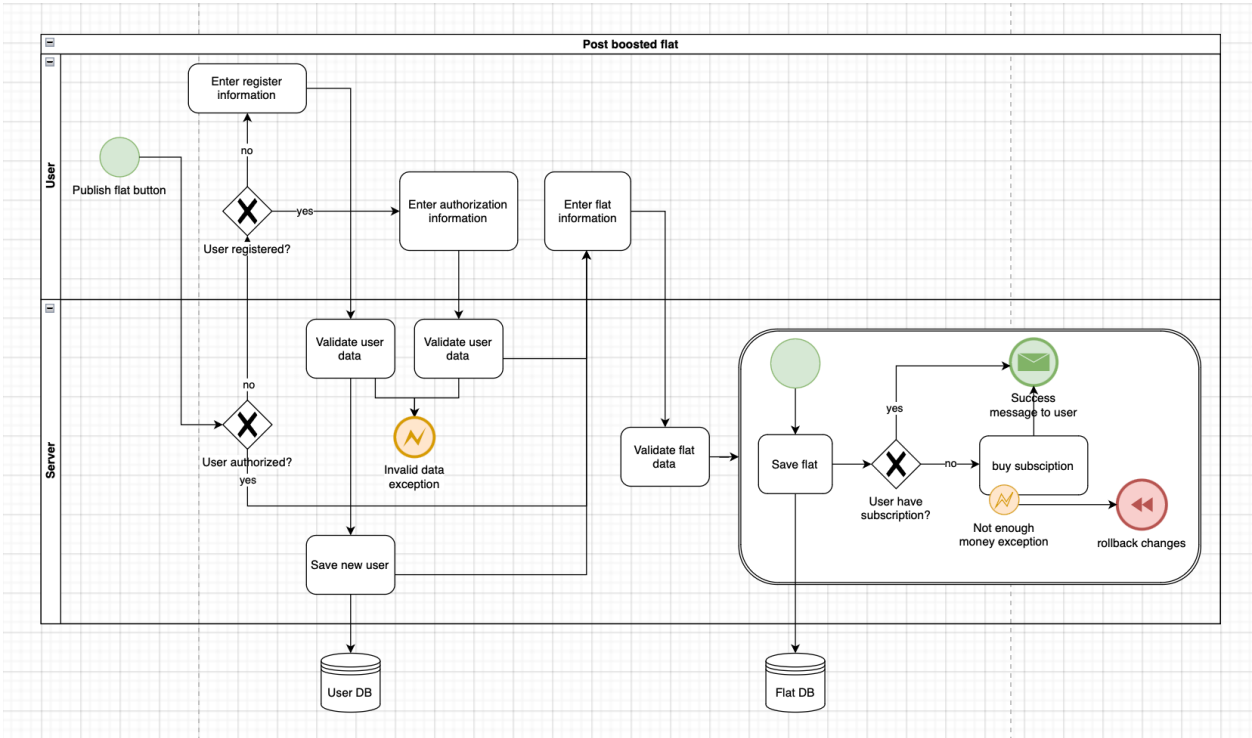 Post boosted flat
User
Enter register
information
Publish flat button
no
User registered?
yes
Enter authorization
information
Enter flat
information
Server
Validate user
data
Validate user
data
no
User authorized?
yes
Invalid data
exception
Save new user
User DB
Validate flat
data
Save flat
Flat DB
yes
User have
subscription?
no
Success
message to user
buy subsciption
Not enough
money exception
rollback changes